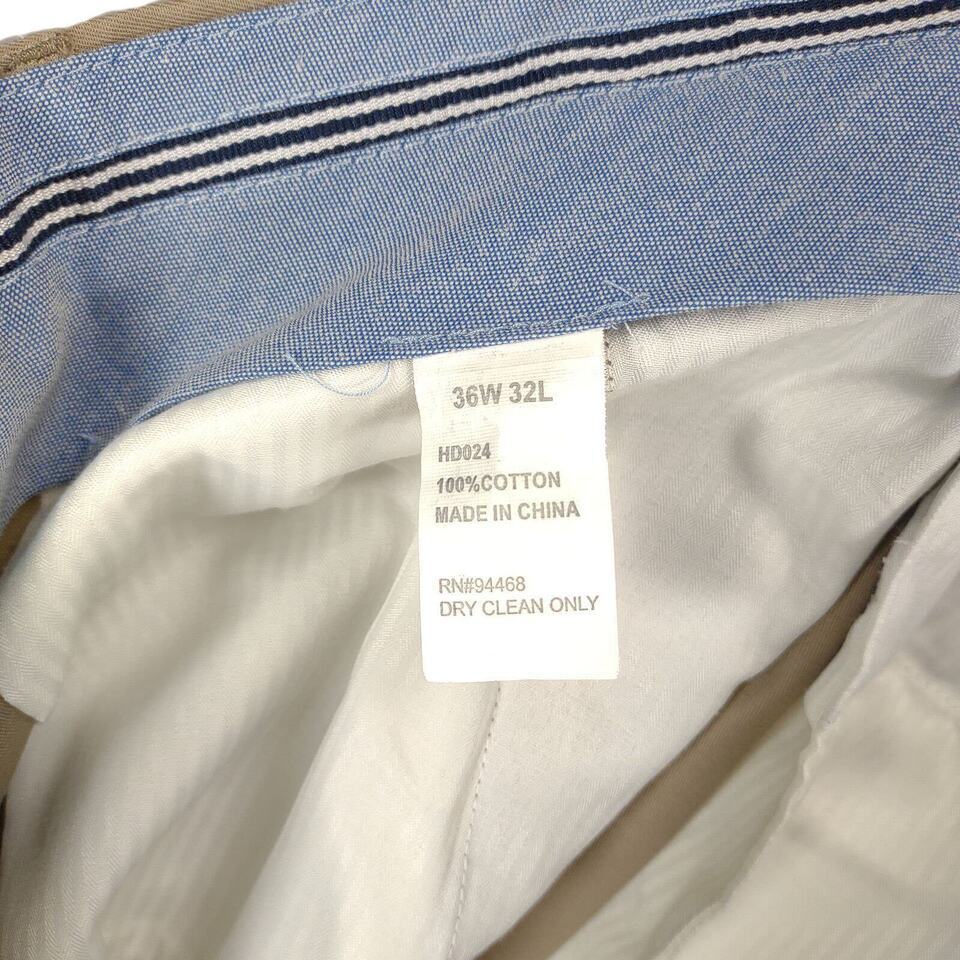 36W 32L
HD024
100%COTTON
MADE IN CHINA
RN#94468
DRY CLEAN ONLY